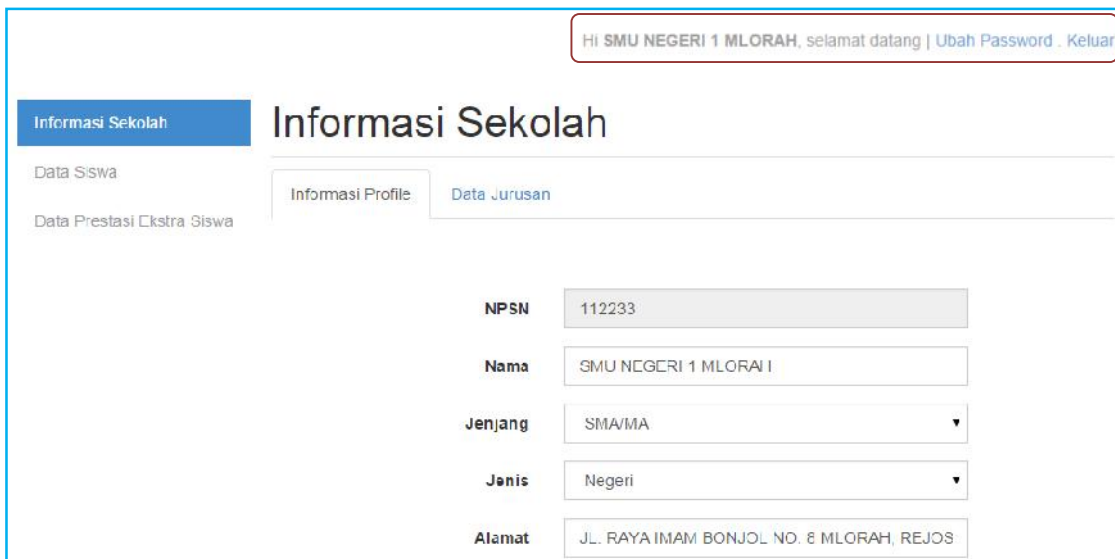 Hi SMU NEGERI 1 MLORAH, selamat datang | Ubah Password . Keluar
Informasi Sekolah
Data Siswa
Data Prestasi Ekstra Siswa
Informasi Sekolah
Informasi Profile
Data Jurusan
NPSN 112233
Nama SMU NEGERI 1 MLORAH
Jenjang SMA/MA
Jenis Negeri
Alamat JL. RAYA IMAM BONJOL NO. 8 MLORAH, REJOS